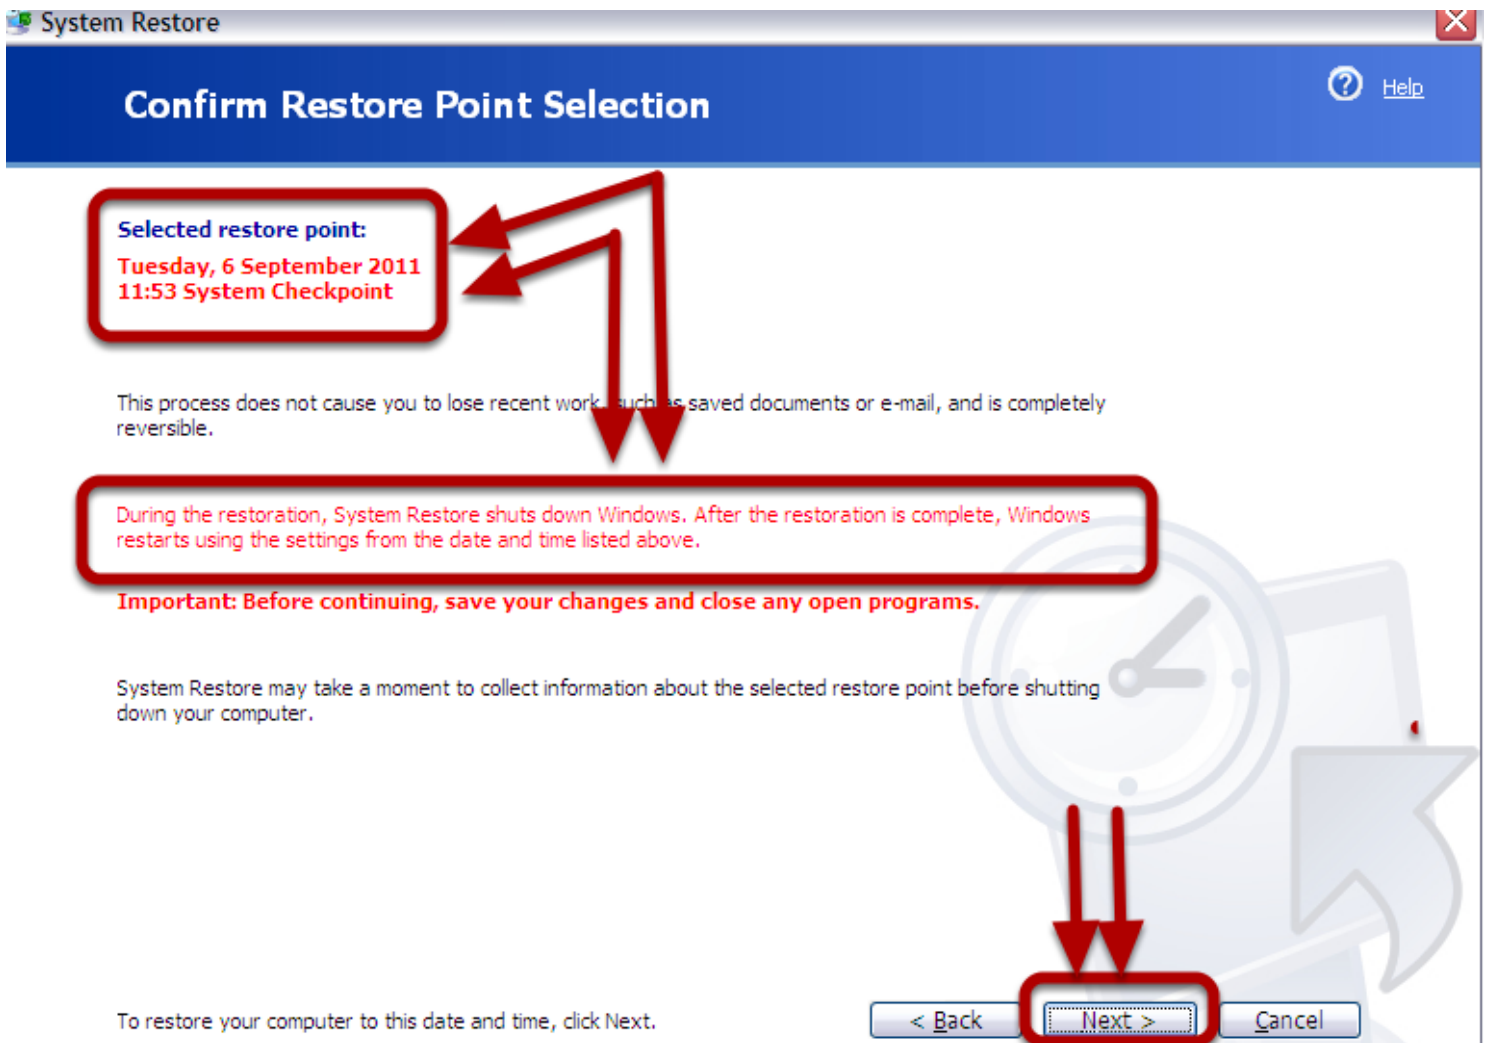 System Restore
Confirm Restore Point Selection
Help
Selected restore point:
Tuesday, 6 September 2011
11:53 System Checkpoint
This process does not cause you to lose recent work, such as saved documents or e-mail, and is completely
reversible.
During the restoration, System Restore shuts down Windows. After the restoration is complete, Windows
restarts using the settings from the date and time listed above.
Important: Before continuing, save your changes and close any open programs.
System Restore may take a moment to collect information about the selected restore point before shutting
down your computer.
To restore your computer to this date and time, click Next.
< Back
Next >
Cancel